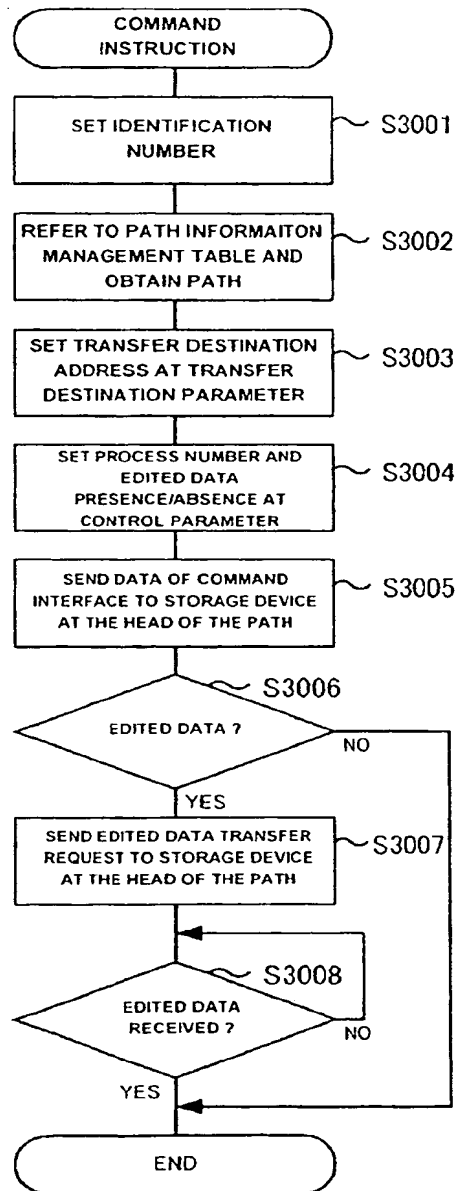 COMMAND
INSTRUCTION
SET IDENTIFICATION
NUMBER
S3001
REFER TO PATH INFORMAITON
MANAGEMENT TABLE AND
OBTAIN PATH
S3002
SET TRANSFER DESTINATION
ADDRESS AT TRANSFER
DESTINATION PARAMETER
S3003
SET PROCESS NUMBER AND
EDITED DATA
PRESENCE/ABSENCE AT
CONTROL PARAMETER
S3004
SEND DATA OF COMMAND
INTERFACE TO STORAGE DEVICE
AT THE HEAD OF THE PATH
S3005
S3006
EDITED DATA ?
NO
YES
SEND EDITED DATA TRANSFER
REQUEST TO STORAGE DEVICE
AT THE HEAD OF THE PATH
S3007
S3008
EDITED DATA
RECEIVED ?
NO
YES
END